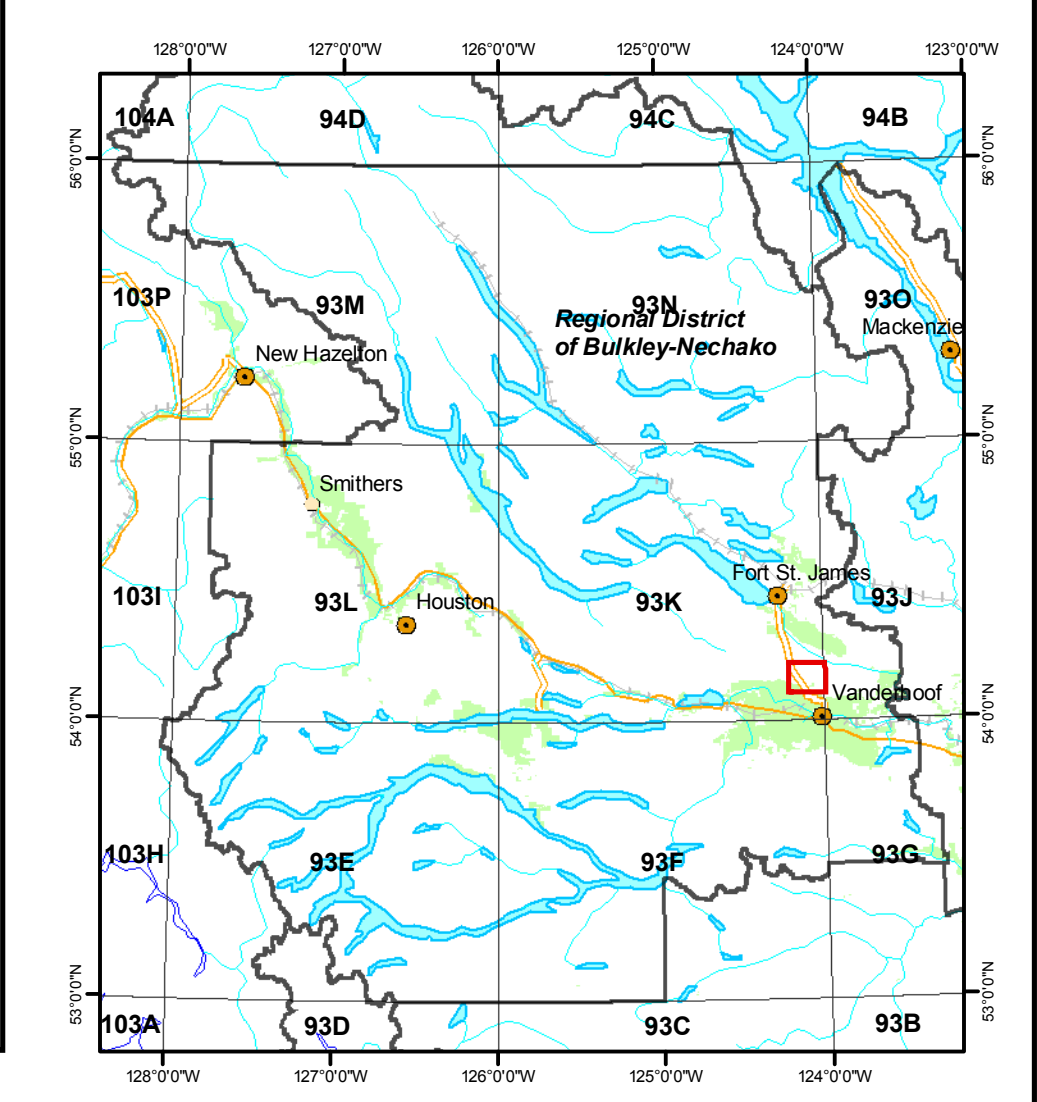 128°0'0"W 127°0'0"W 126°0'0"W 125°0'0"W 124°0'0"W 123°0'0"W
104A 94D 94C 94B
56°0'0"N 56°0'0"N
103P 93M 93N 93O
Regional District
of Bulkley-Nechako
Mackenzie
New Hazelton
55°0'0"N 55°0'0"N
Smithers
Fort St. James
103I 93L Houston 93K 93J
Vanderhoof
54°0'0"N 54°0'0"N
103H 93E 93F 93G
53°0'0"N 53°0'0"N
103A 93D 93C 93B
128°0'0"W 127°0'0"W 126°0'0"W 125°0'0"W 124°0'0"W